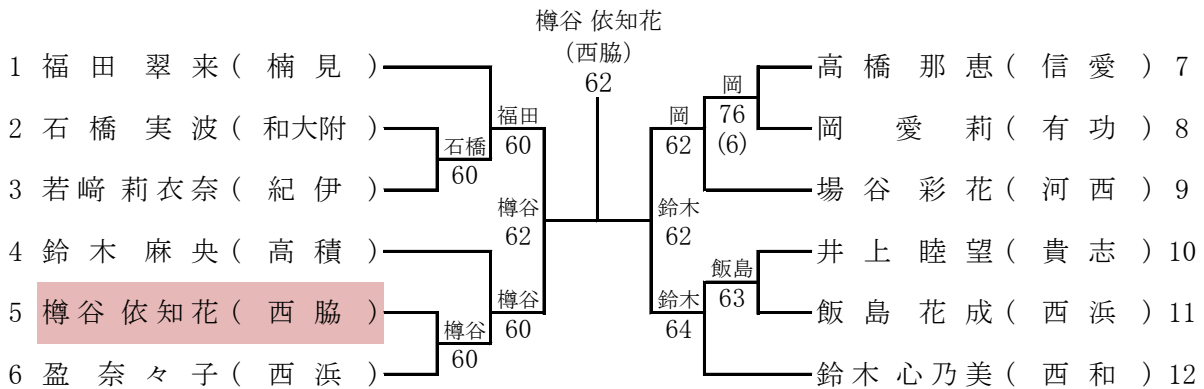 樽谷 依知花
(西脇)
62
1 福田 翠来 ( 楠見 )
2 石橋 実波 ( 和大附 )
3 若﨑 莉衣奈 ( 紀伊 )
4 鈴木 麻央 ( 高積 )
5 樽谷 依知花 ( 西脇 )
6 盈 奈々子 ( 西浜 )
石橋
60
樽谷
60
福田
60
樽谷
60
樽谷
62
岡
62
鈴木
62
鈴木
64
岡
76
(6)
飯島
63
高橋 那恵 ( 信愛 ) 7
岡 愛莉 ( 有功 ) 8
場谷 彩花 ( 河西 ) 9
井上 睦望 ( 貴志 ) 10
飯島 花成 ( 西浜 ) 11
鈴木 心乃美 ( 西和 ) 12